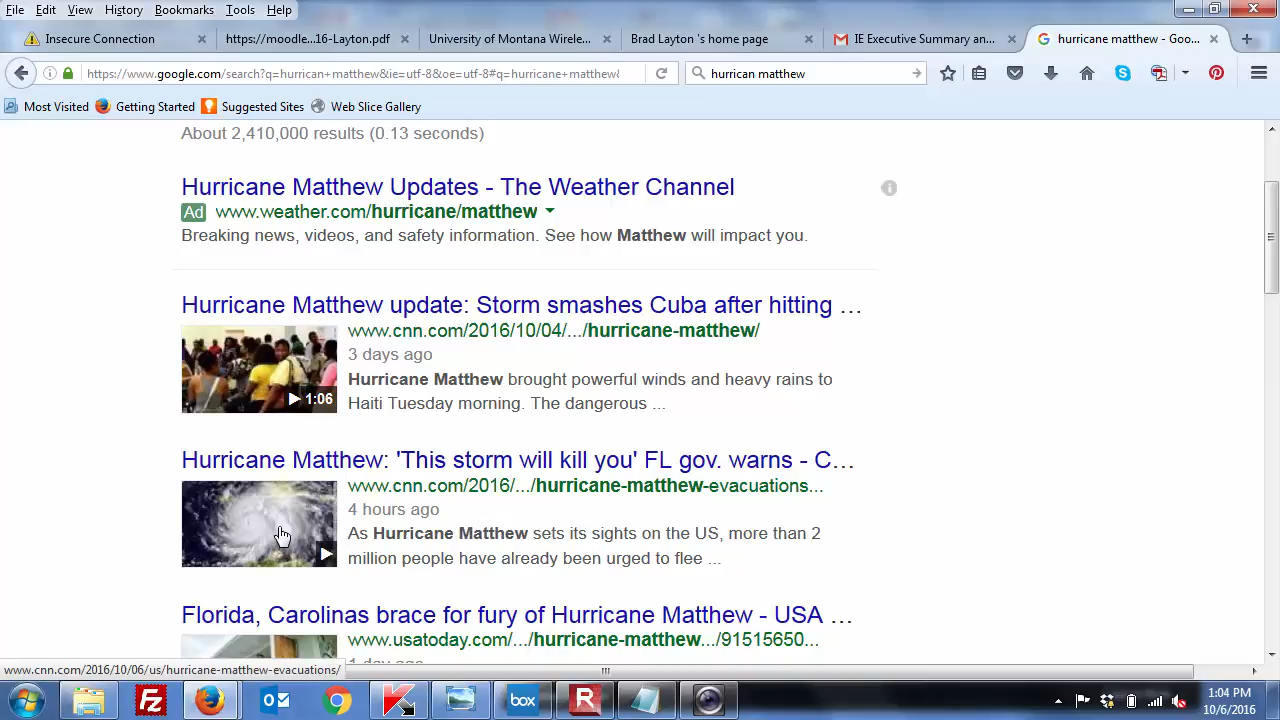 File Edit View History Bookmarks Tools Help
Insecure Connection
https://moodle...16-Layton.pdf
University of Montana Wirele...
Brad Layton 's home page
IE Executive Summary an...
hurricane matthew - Goo...
https://www.google.com/search?q=hurrican+matthew&ie=utf-8&oe=utf-8#q=hurricane+matthew&
hurrican matthew
Most Visited Getting Started Suggested Sites Web Slice Gallery
About 2,410,000 results (0.13 seconds)
Hurricane Matthew Updates - The Weather Channel
Ad www.weather.com/hurricane/matthew
Breaking news, videos, and safety information. See how Matthew will impact you.
Hurricane Matthew update: Storm smashes Cuba after hitting ...
www.cnn.com/2016/10/04/.../hurricane-matthew/
3 days ago
1:06
Hurricane Matthew brought powerful winds and heavy rains to
Haiti Tuesday morning. The dangerous ...
Hurricane Matthew: 'This storm will kill you' FL gov. warns - C...
www.cnn.com/2016/.../hurricane-matthew-evacuations...
4 hours ago
As Hurricane Matthew sets its sights on the US, more than 2
million people have already been urged to flee ...
Florida, Carolinas brace for fury of Hurricane Matthew - USA ...
www.usatoday.com/.../hurricane-matthew.../91515650...
1 day ago
www.cnn.com/2016/10/06/us/hurricane-matthew-evacuations/
box
1:04 PM
10/6/2016